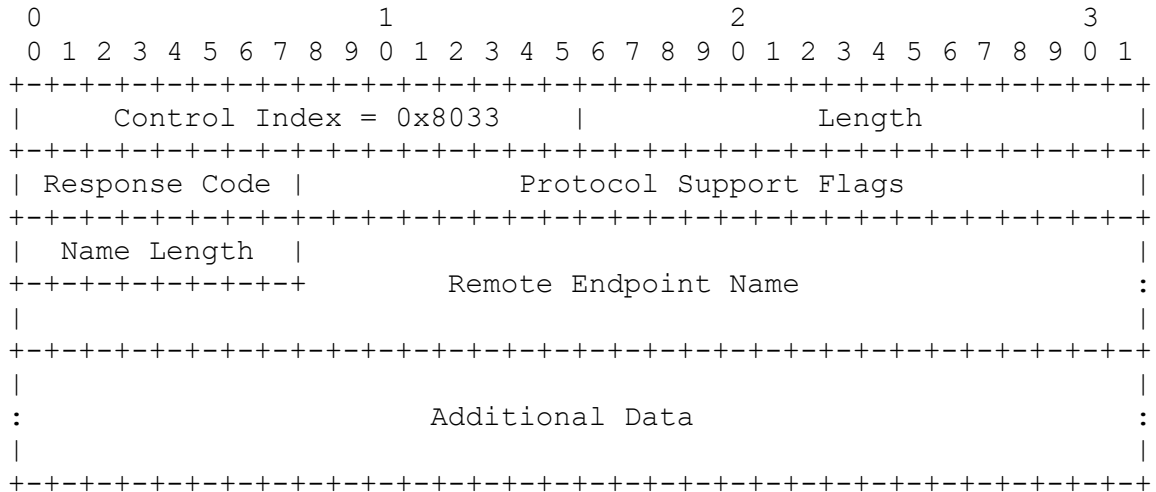 0                   1                   2                   3
 0 1 2 3 4 5 6 7 8 9 0 1 2 3 4 5 6 7 8 9 0 1 2 3 4 5 6 7 8 9 0 1
+-+-+-+-+-+-+-+-+-+-+-+-+-+-+-+-+-+-+-+-+-+-+-+-+-+-+-+-+-+-+-+-+
|     Control Index = 0x8033    |             Length            |
+-+-+-+-+-+-+-+-+-+-+-+-+-+-+-+-+-+-+-+-+-+-+-+-+-+-+-+-+-+-+-+-+
| Response Code |            Protocol Support Flags             |
+-+-+-+-+-+-+-+-+-+-+-+-+-+-+-+-+-+-+-+-+-+-+-+-+-+-+-+-+-+-+-+-+
|  Name Length  |                                               |
+-+-+-+-+-+-+-+-+        Remote Endpoint Name                   :
|                                                               |
+-+-+-+-+-+-+-+-+-+-+-+-+-+-+-+-+-+-+-+-+-+-+-+-+-+-+-+-+-+-+-+-+
|                                                               |
:                       Additional Data                         :
|                                                               |
+-+-+-+-+-+-+-+-+-+-+-+-+-+-+-+-+-+-+-+-+-+-+-+-+-+-+-+-+-+-+-+-+